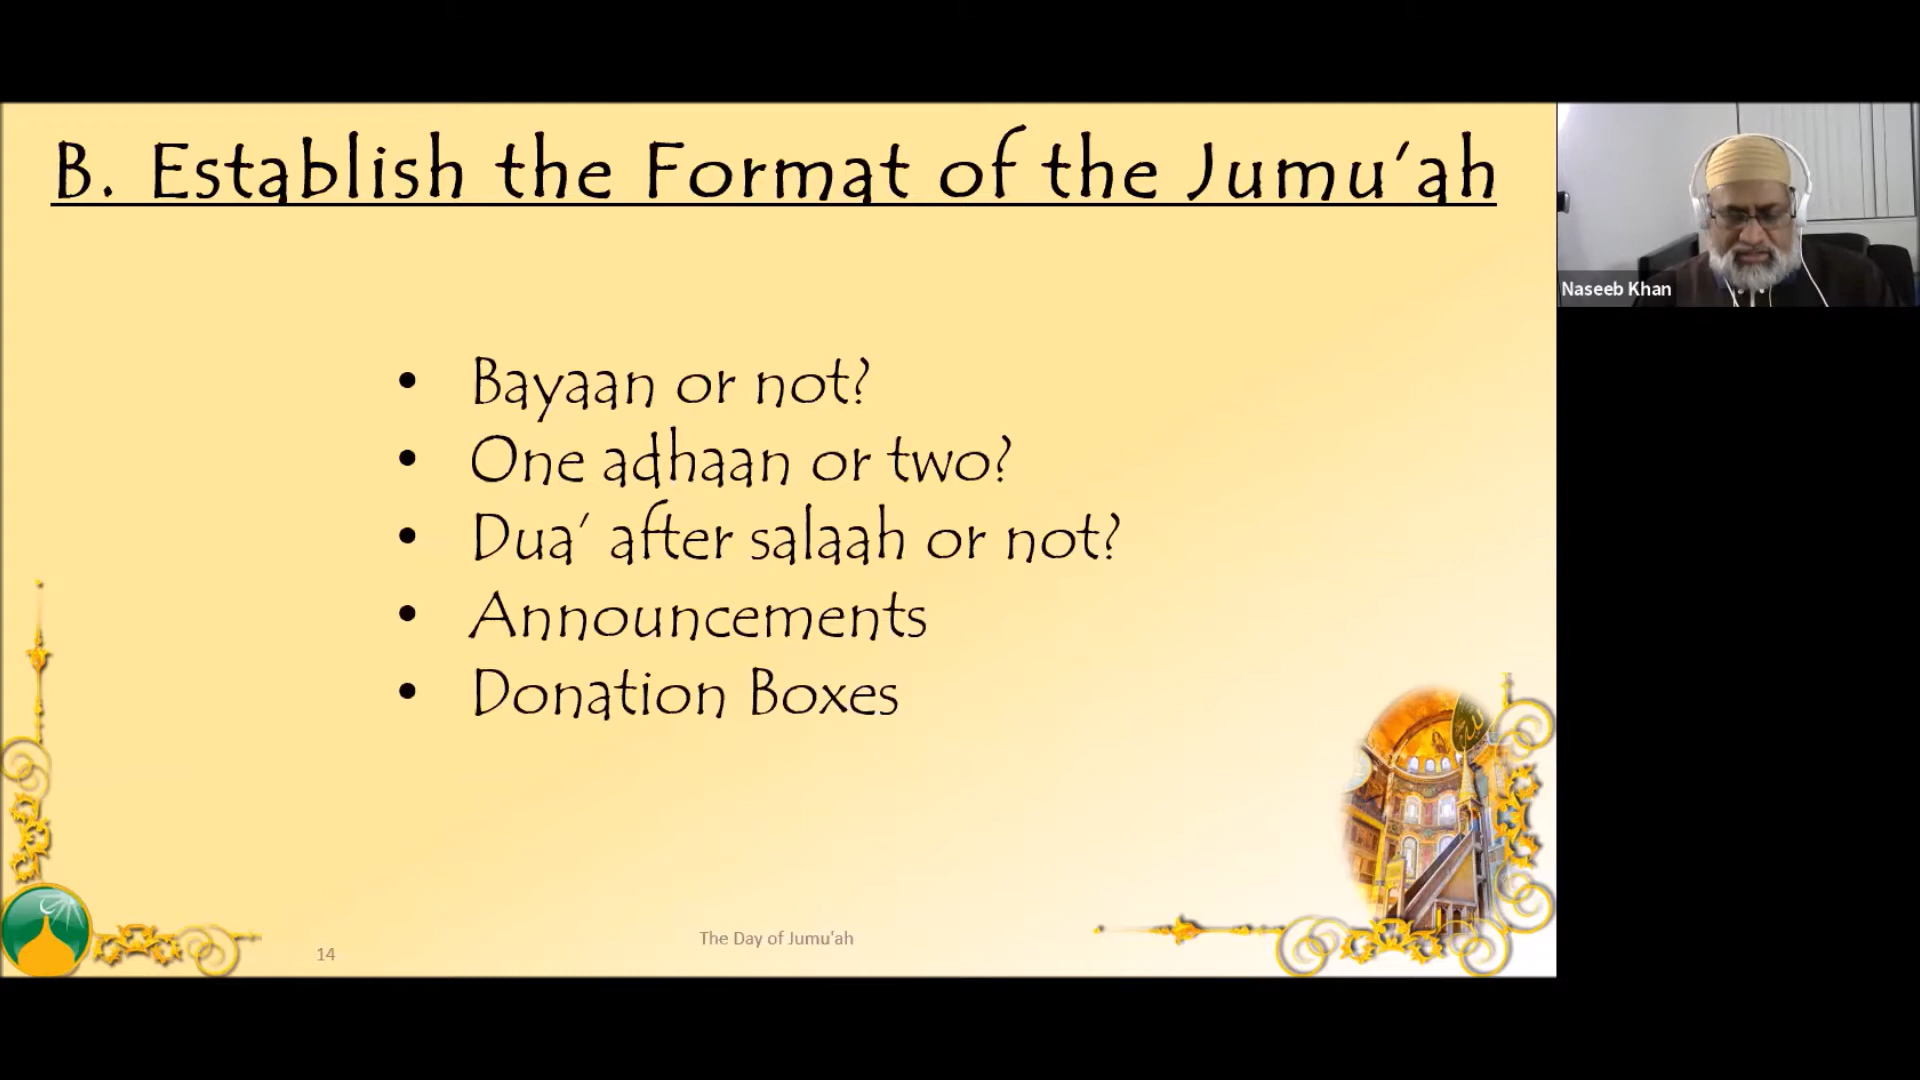 B. Establish the Format of the Jumu’ah
• Bayaan or not?
• One adhaan or two?
• Dua’ after salaah or not?
• Announcements
• Donation Boxes
14
The Day of Jumu'ah
Naseeb Khan